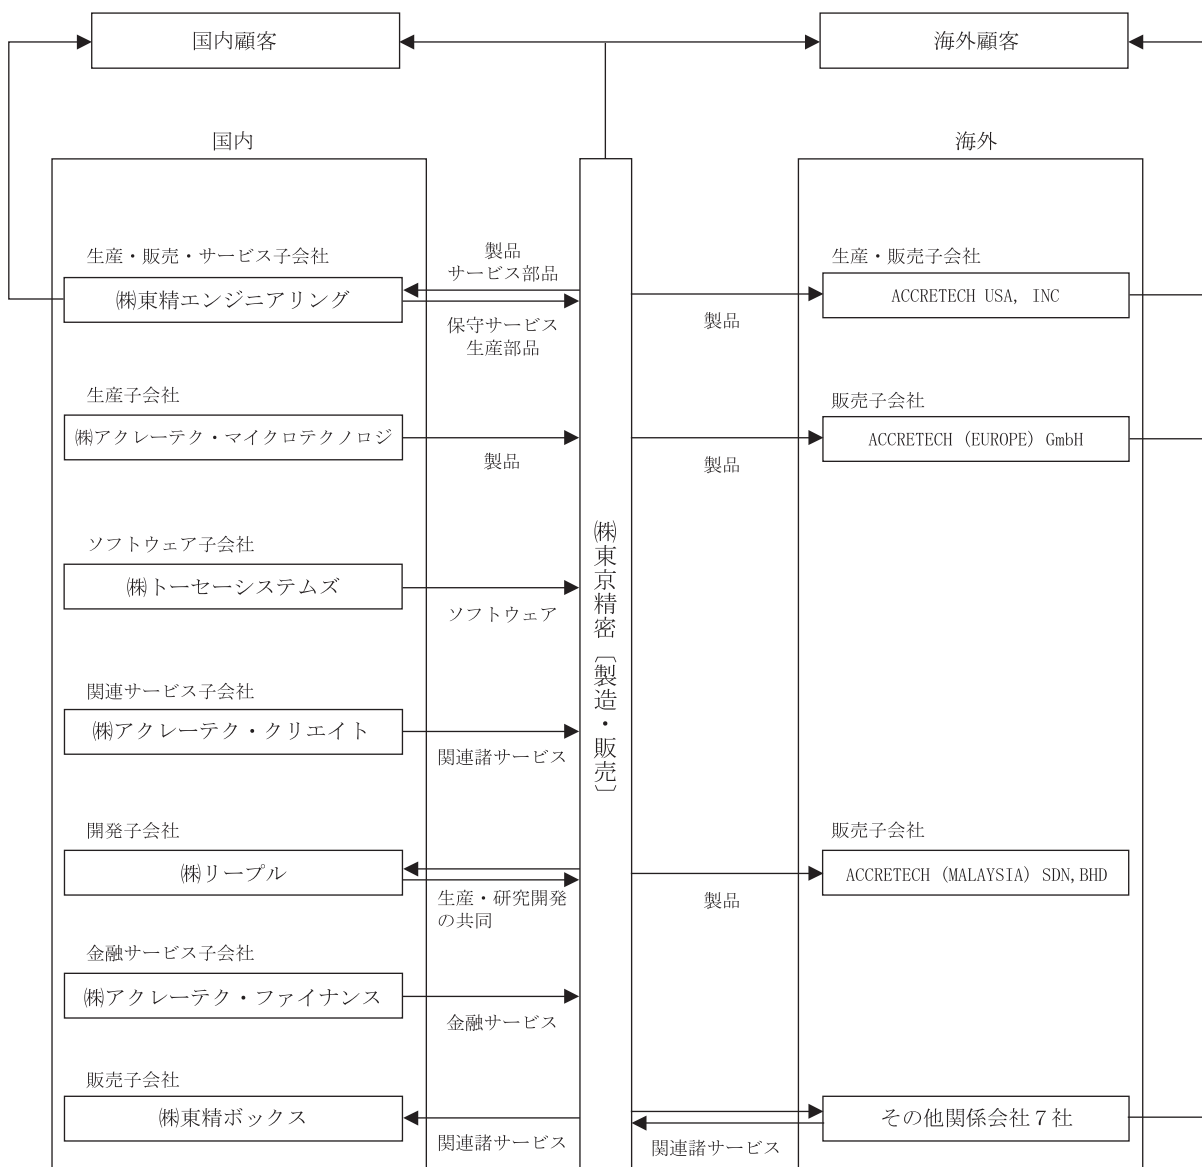 国内顧客
海外顧客
国内
海外
生産・販売・サービス子会社
㈱東精エンジニアリング
製品
サービス部品
保守サービス
生産部品
生産・販売子会社
ACCRETECH USA, INC
製品
生産子会社
㈱アクレーテク・マイクロテクノロジ
製品
販売子会社
ACCRETECH (EUROPE) GmbH
製品
ソフトウェア子会社
㈱トーセーシステムズ
ソフトウェア
㈱東京精密〔製造・販売〕
関連サービス子会社
㈱アクレーテク・クリエイト
関連諸サービス
開発子会社
㈱リープル
生産・研究開発
の共同
販売子会社
ACCRETECH (MALAYSIA) SDN,BHD
製品
金融サービス子会社
㈱アクレーテク・ファイナンス
金融サービス
販売子会社
㈱東精ボックス
関連諸サービス
その他関係会社７社
関連諸サービス